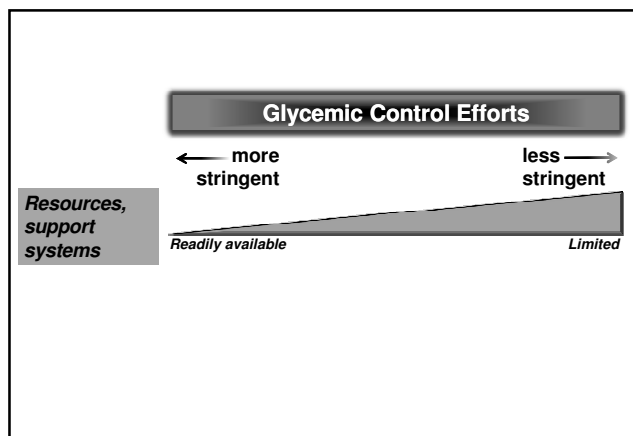 Glycemic Control Efforts
more
stringent
less
stringent
Resources,
support
systems
Readily available
Limited